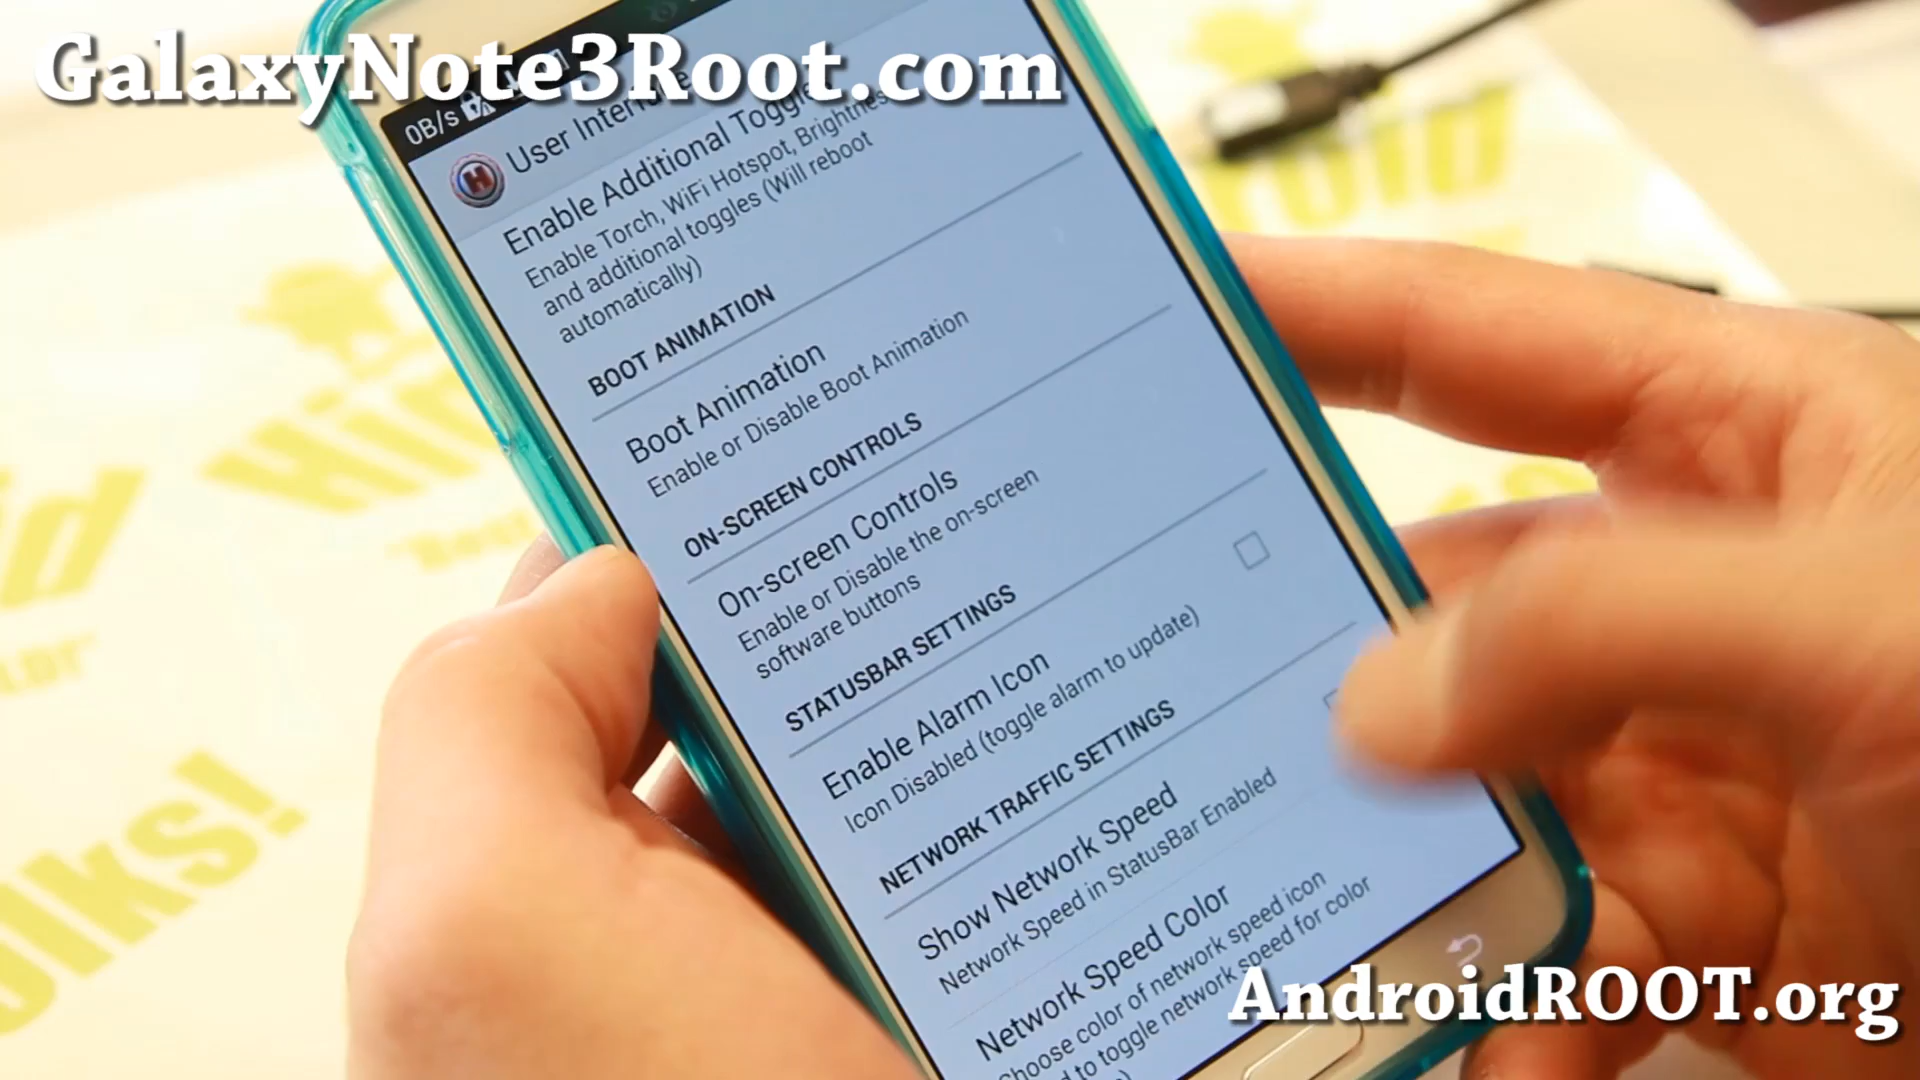 GalaxyNote3Root.com
0B/s
User Interface
Enable Additional Toggles
Enable Torch, WiFi Hotspot, Brightness
and additional toggles (Will reboot
automatically)
BOOT ANIMATION
Boot Animation
Enable or Disable Boot Animation
ON-SCREEN CONTROLS
On-screen Controls
Enable or Disable the on-screen
software buttons
STATUSBAR SETTINGS
Enable Alarm Icon
Icon Disabled (toggle alarm to update)
NETWORK TRAFFIC SETTINGS
Show Network Speed
Network Speed in StatusBar Enabled
Network Speed Color
Choose color of network speed icon
to toggle network speed for color
olks!
AndroidROOT.org